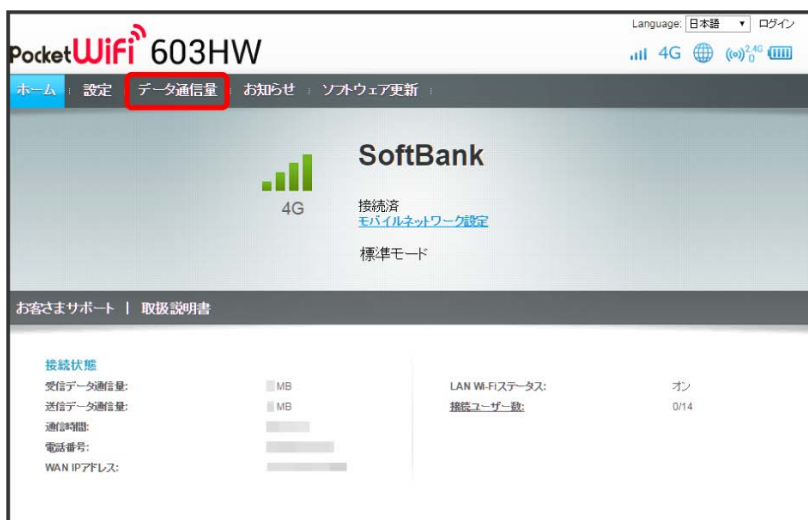 Language: 日本語 ログイン
PocketWiFi 603HW
4G 2.4G 0
ホーム 設定 データ通信量 お知らせ ソフトウェア更新
SoftBank
4G
接続済
モバイルネットワーク設定
標準モード
お客さまサポート | 取扱説明書
接続状態
受信データ通信量: MB
送信データ通信量: MB
通信時間:
電話番号:
WAN IPアドレス:
LAN Wi-Fiステータス: オン
接続ユーザー数: 0/14